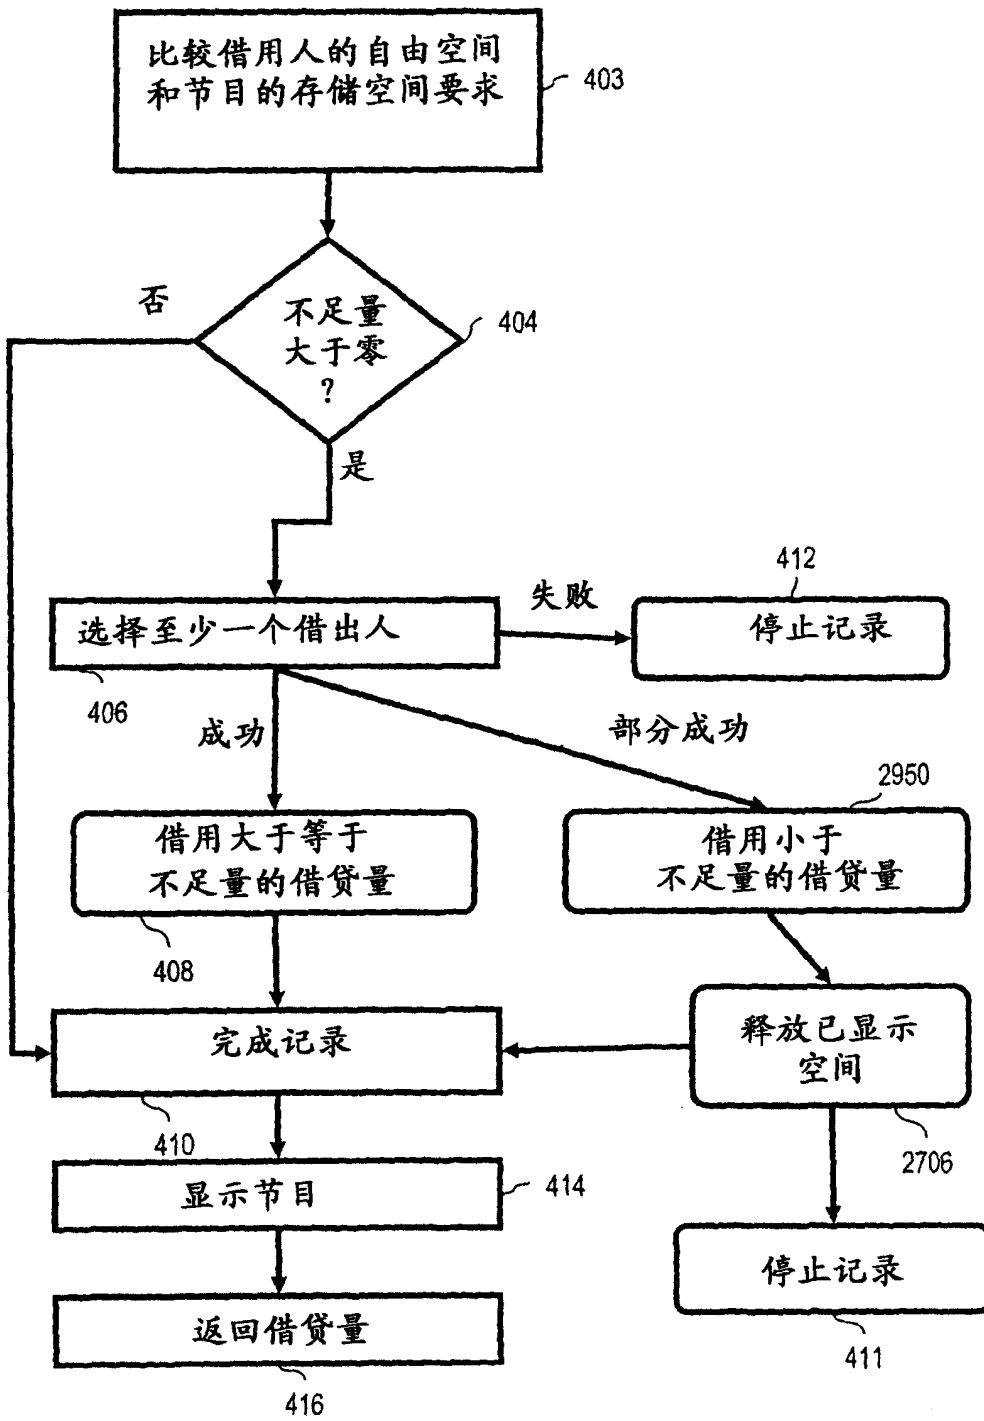 比较借用人的自由空间
和节目的存储空间要求
403
否
不足量
大于零
?
404
是
412
失败
停止记录
选择至少一个借出人
406
成功
部分成功
2950
借用大于等于
不足量的借贷量
借用小于
不足量的借贷量
408
完成记录
释放已显示
空间
410
2706
显示节目
414
停止记录
返回借贷量
411
416